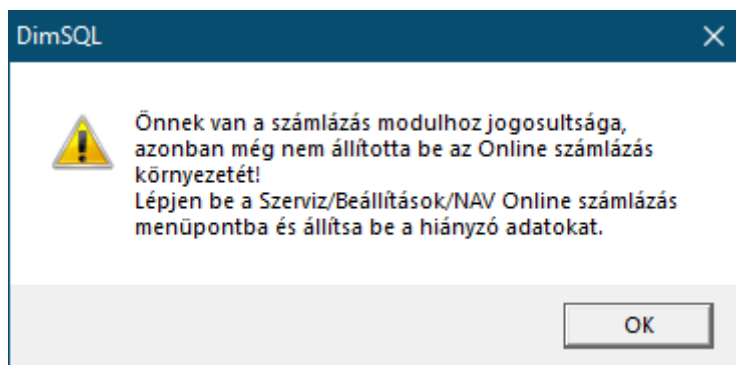 DimSQL
Önnek van a számlázás modulhoz jogosultsága,
azonban még nem állította be az Online számlázás
környezetét!
Lépjen be a Szerviz/Beállítások/NAV Online számlázás
menüpontba és állítsa be a hiányzó adatokat.
OK